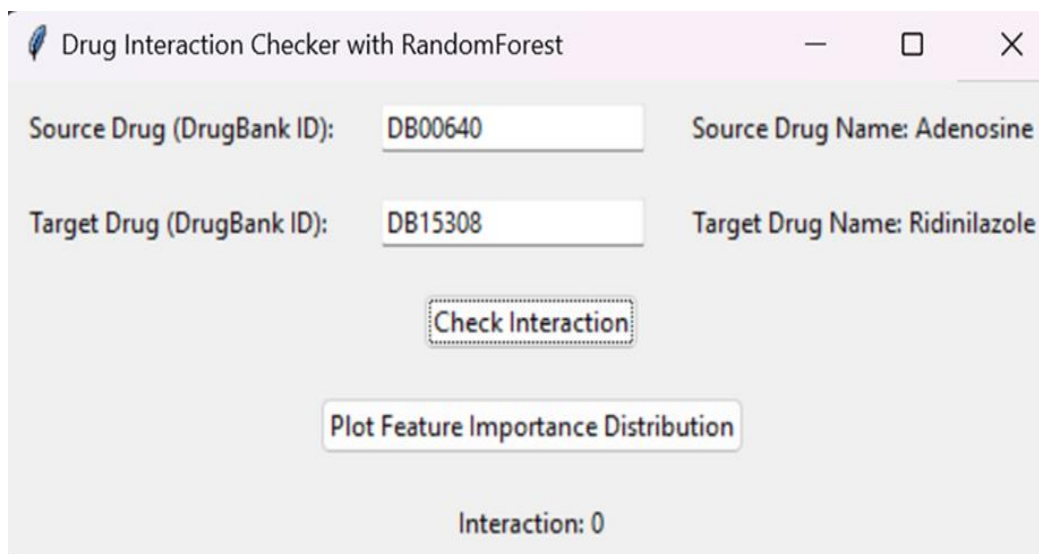 Drug Interaction Checker with RandomForest
Source Drug (DrugBank ID): DB00640 Source Drug Name: Adenosine
Target Drug (DrugBank ID): DB15308 Target Drug Name: Ridinilazole
Check Interaction
Plot Feature Importance Distribution
Interaction: 0